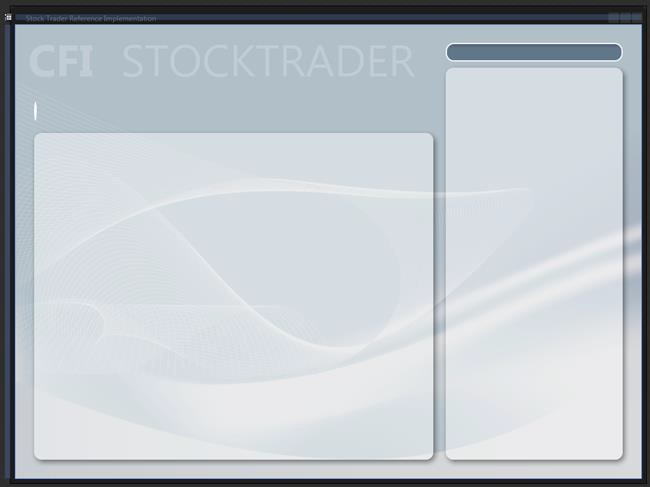 Stock Trader Reference Implementation
CFI STOCKTRADER